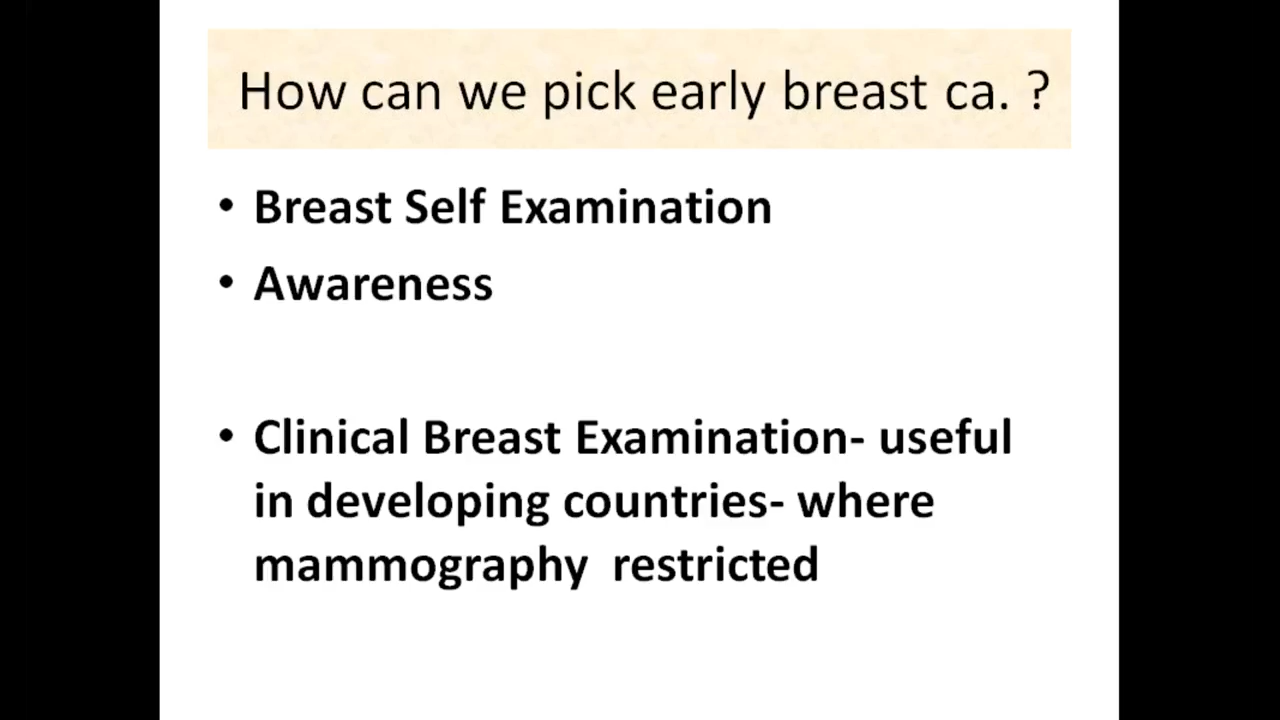 How can we pick early breast ca. ?
• Breast Self Examination
• Awareness
• Clinical Breast Examination- useful
in developing countries- where
mammography restricted